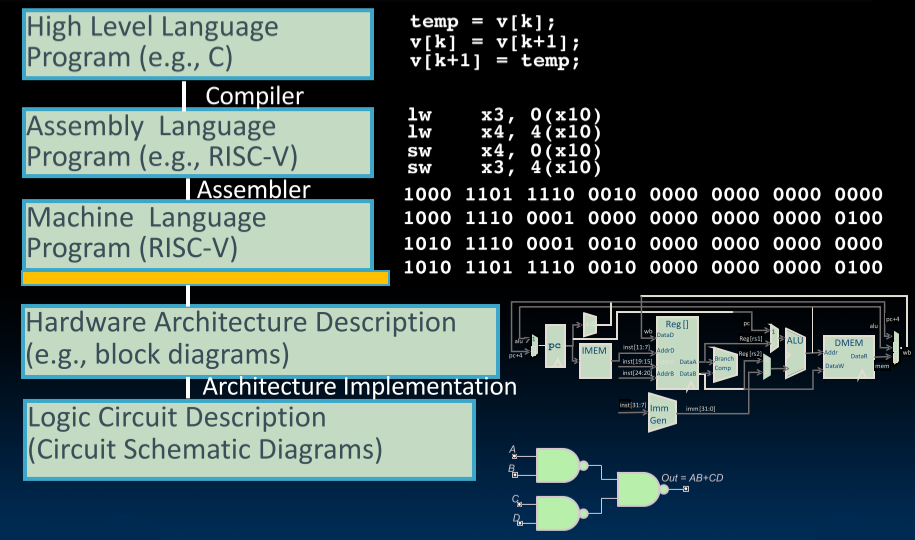 High Level Language
Program (e.g., C)
temp = v[k];
v[k] = v[k+1];
v[k+1] = temp;
Compiler
Assembly  Language
Program (e.g., RISC-V)
lw    x3, 0(x10)
lw    x4, 4(x10)
sw    x4, 0(x10)
sw    x3, 4(x10)
Assembler
Machine  Language
Program (RISC-V)
1000 1101 1110 0010 0000 0000 0000 0000
1000 1110 0001 0000 0000 0000 0000 0100
1010 1110 0001 0010 0000 0000 0000 0000
1010 1101 1110 0010 0000 0000 0000 0100
Hardware Architecture Description
(e.g., block diagrams)
alu
pc+4
pc
IMEM
inst[11:7]
inst[19:15]
inst[24:20]
inst[31:7]
wb
Reg[]
DataD
AddrD
AddrA
AddrB
DataA
DataB
Imm
Gen
imm[31:0]
Branch
Comp
pc
Reg[rs1]
Reg[rs2]
1
ALU
DMEM
Addr
DataR
DataW
pc+4
alu
mem
wb
Architecture Implementation
Logic Circuit Description
(Circuit Schematic Diagrams)
A
B
C
D
Out = AB+CD